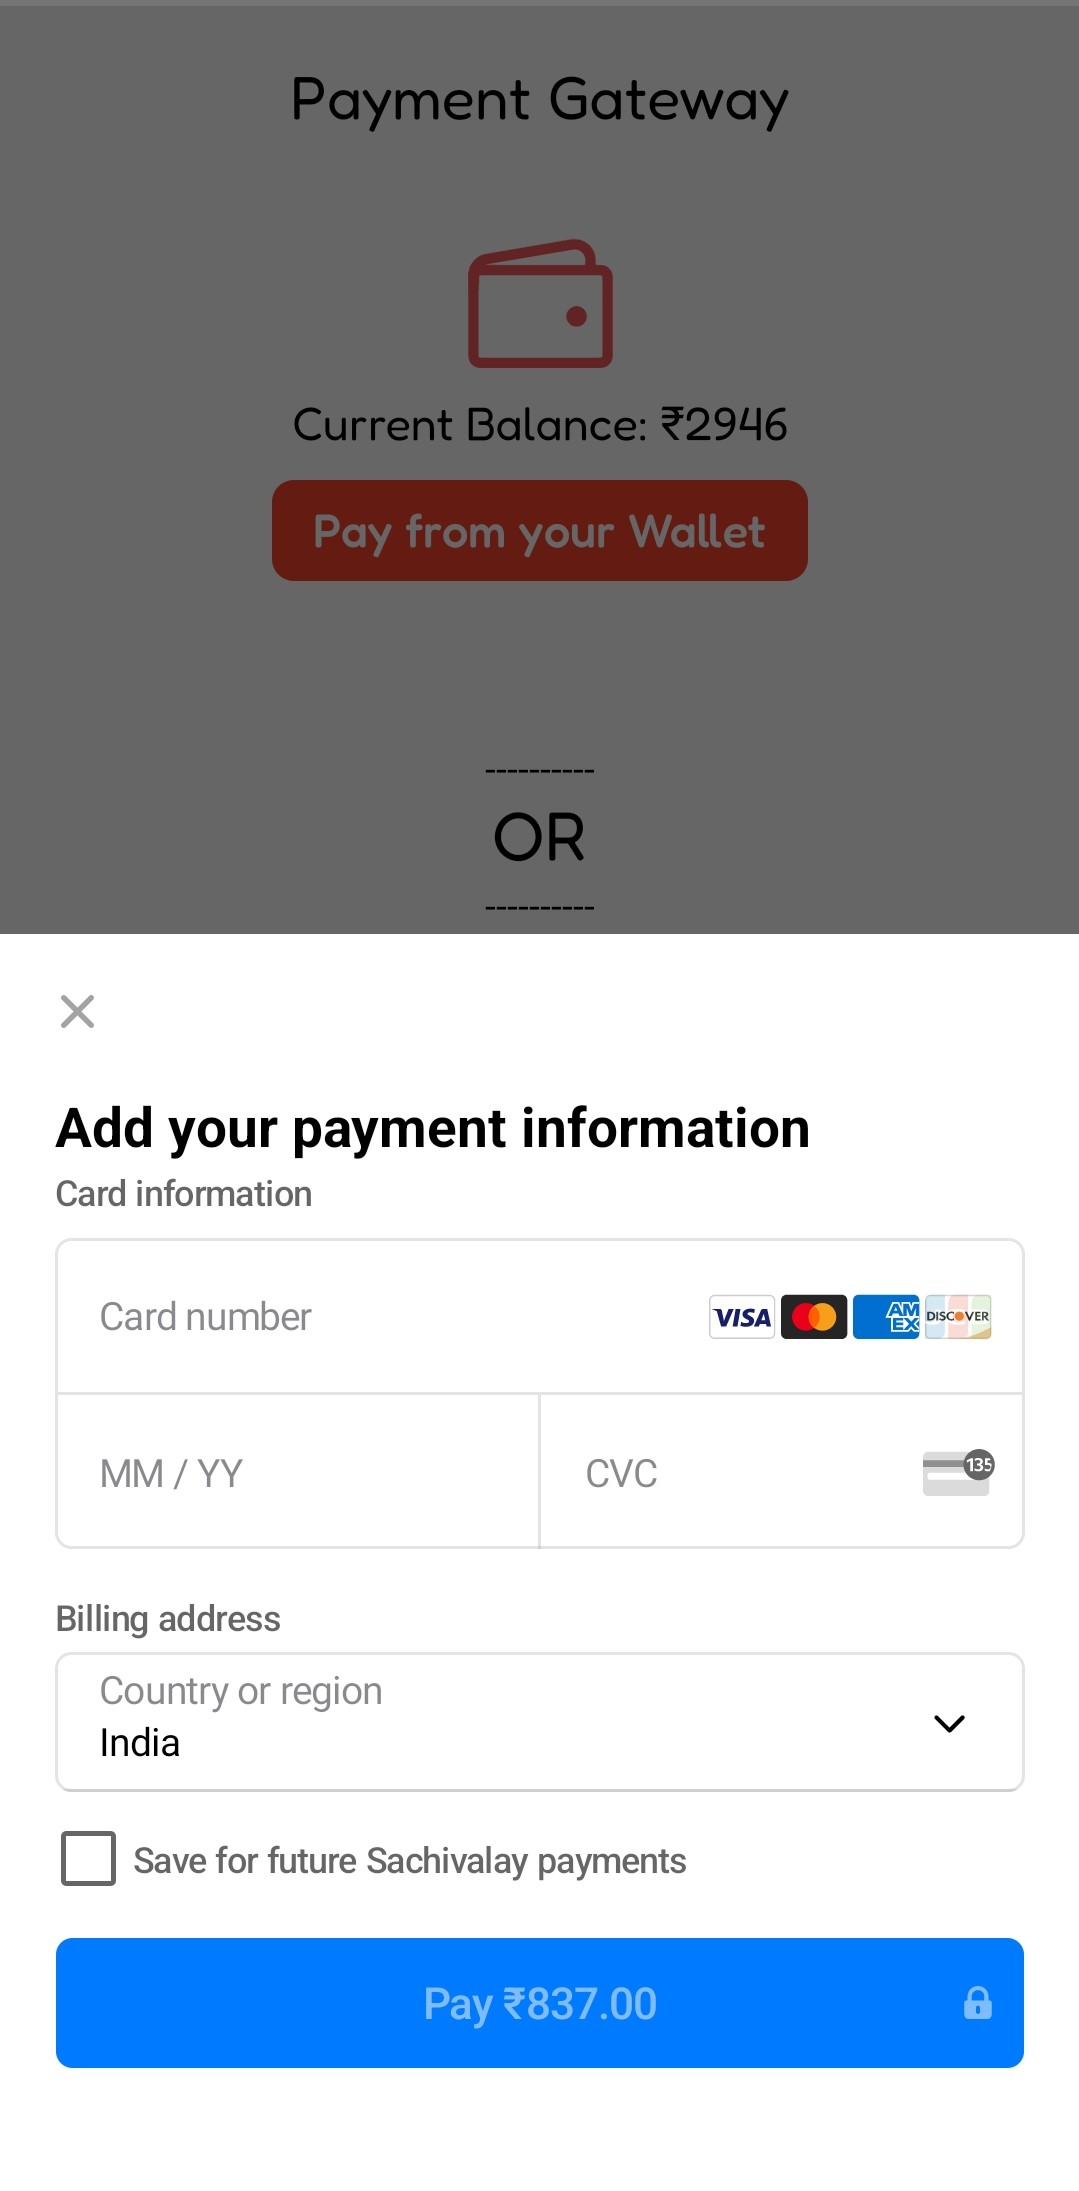 Payment Gateway
Current Balance: ₹2946
Pay from your Wallet
----------
OR
----------
Add your payment information
Card information
Card number VISA AMEX DISCOVER
MM / YY CVC 135
Billing address
Country or region
India
Save for future Sachivalay payments
Pay ₹837.00